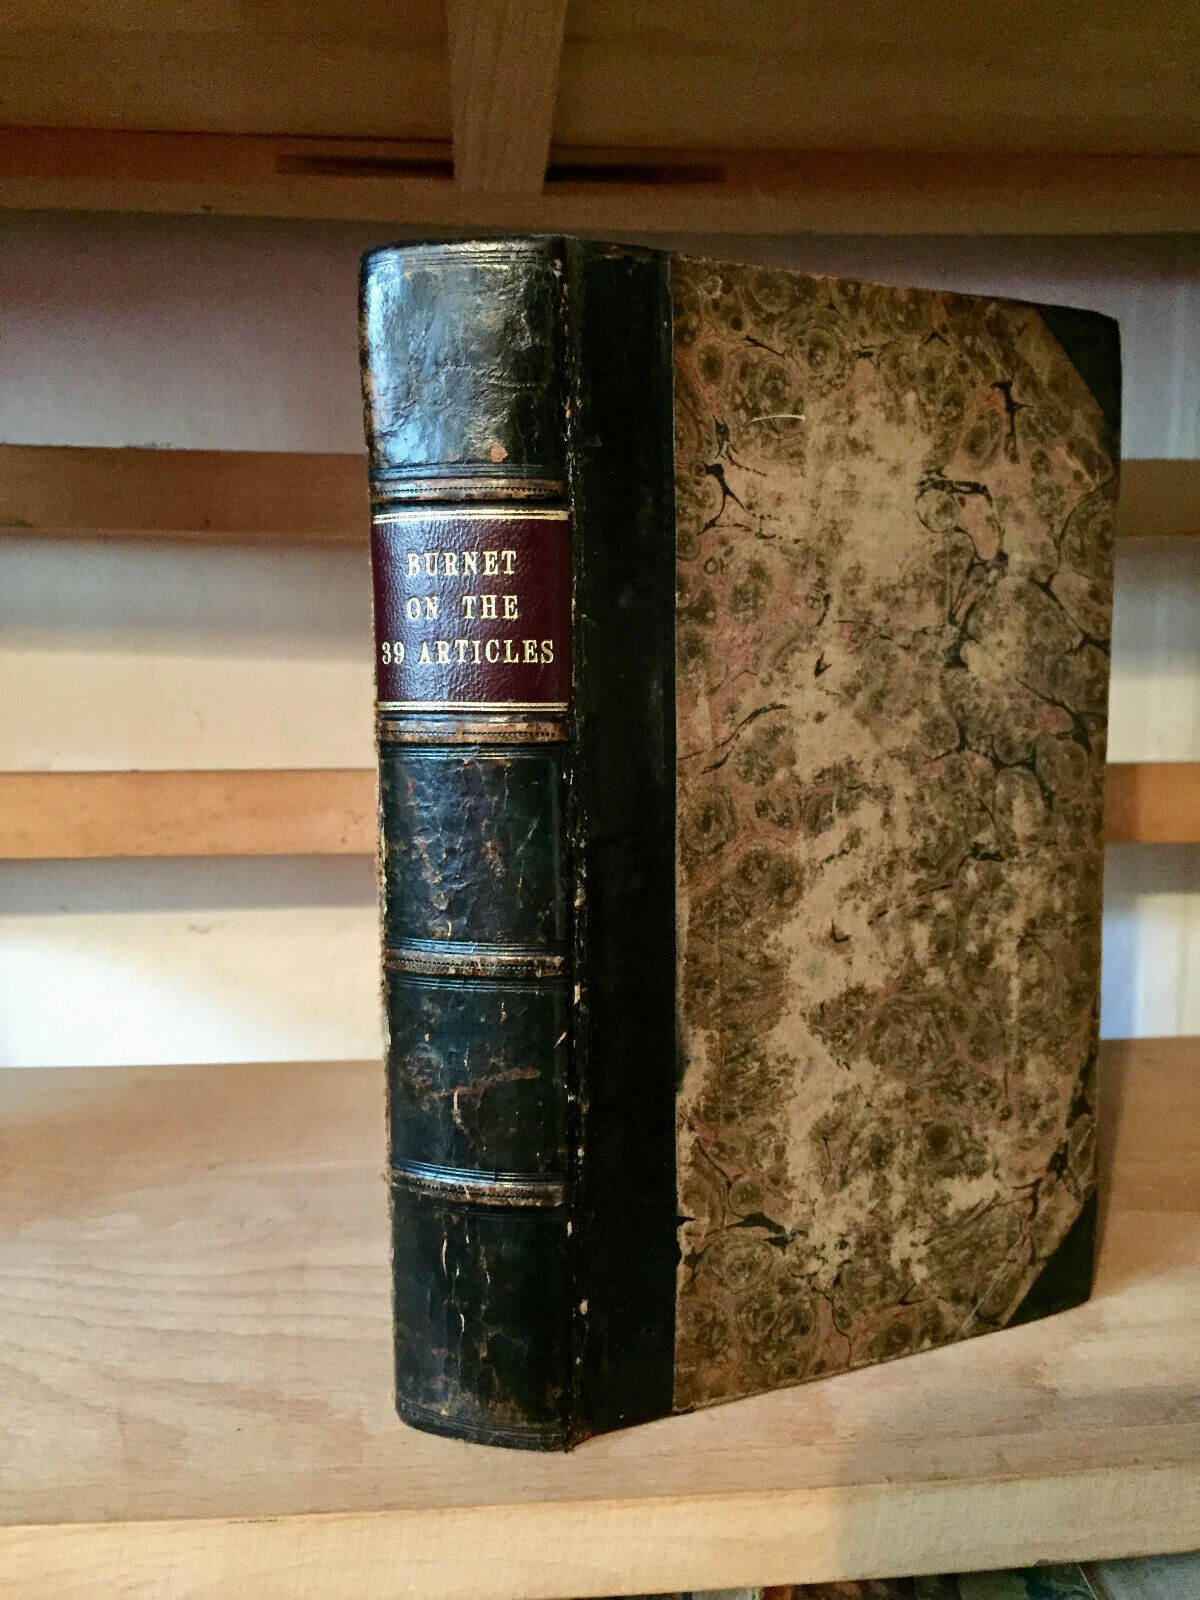 BURNET
ON THE
39 ARTICLES